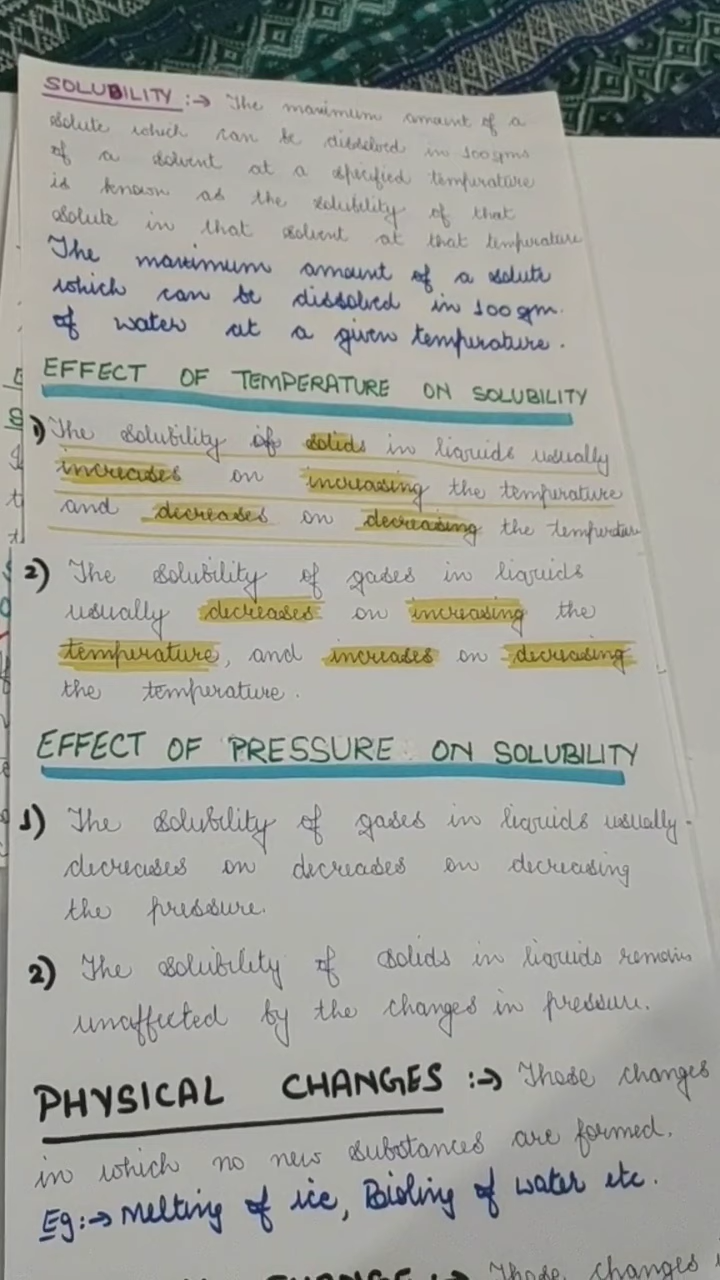 SOLUBILITY :→ The maximum amount of a
solute which can be dissolved in 100gms
of a solvent at a specified temperature
is known as the solubility of that
solute in that solvent at that temperature
The maximum amount of a solute
which can be dissolved in 100gm.
of water at a given temperature.
EFFECT OF TEMPERATURE ON SOLUBILITY
1) The solubility of solids in liquids usually
increases on increasing the temperature
and decreases on decreasing the temperature
2) The solubility of gases in liquids
usually decreases on increasing the
temperature, and increases on decreasing
the temperature.
EFFECT OF PRESSURE ON SOLUBILITY
1) The solubility of gases in liquids usually
decreases on decreases on decreasing
the pressure.
2) The solubility of solids in liquids remains
unaffected by the changes in pressure.
PHYSICAL CHANGES :→ Those changes
in which no new substances are formed.
Eg:→ Melting of ice, Bioling of water etc.
CHANGE :→ Those changes